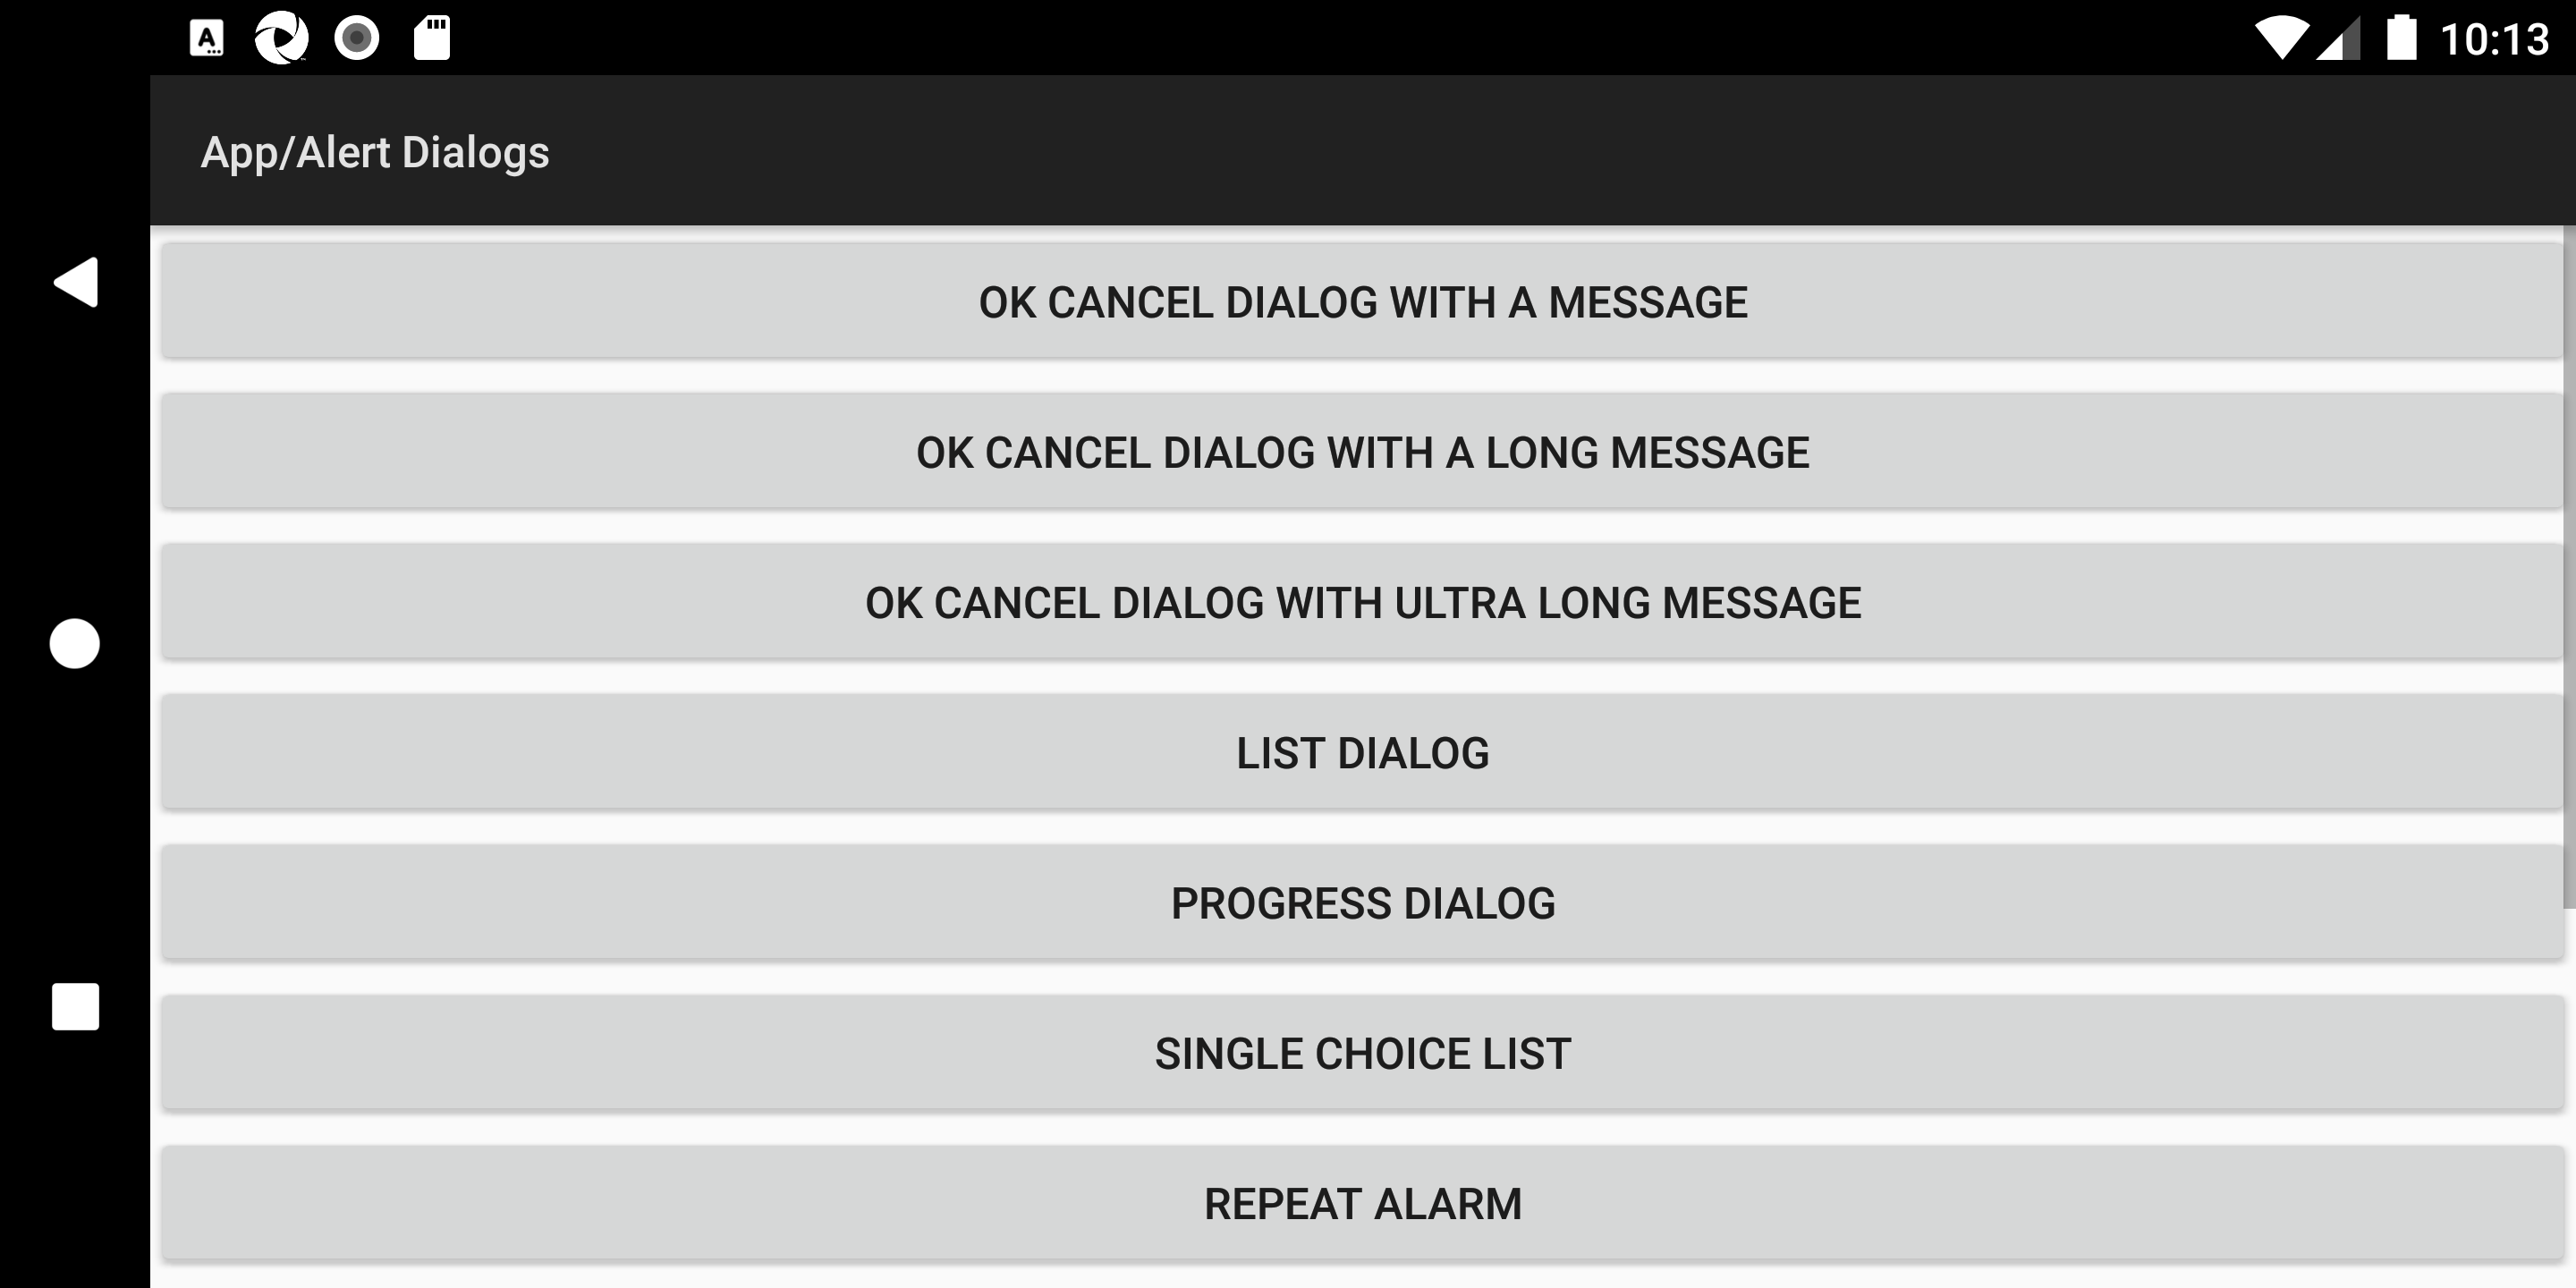 10:13
App/Alert Dialogs
OK CANCEL DIALOG WITH A MESSAGE
OK CANCEL DIALOG WITH A LONG MESSAGE
OK CANCEL DIALOG WITH ULTRA LONG MESSAGE
LIST DIALOG
PROGRESS DIALOG
SINGLE CHOICE LIST
REPEAT ALARM